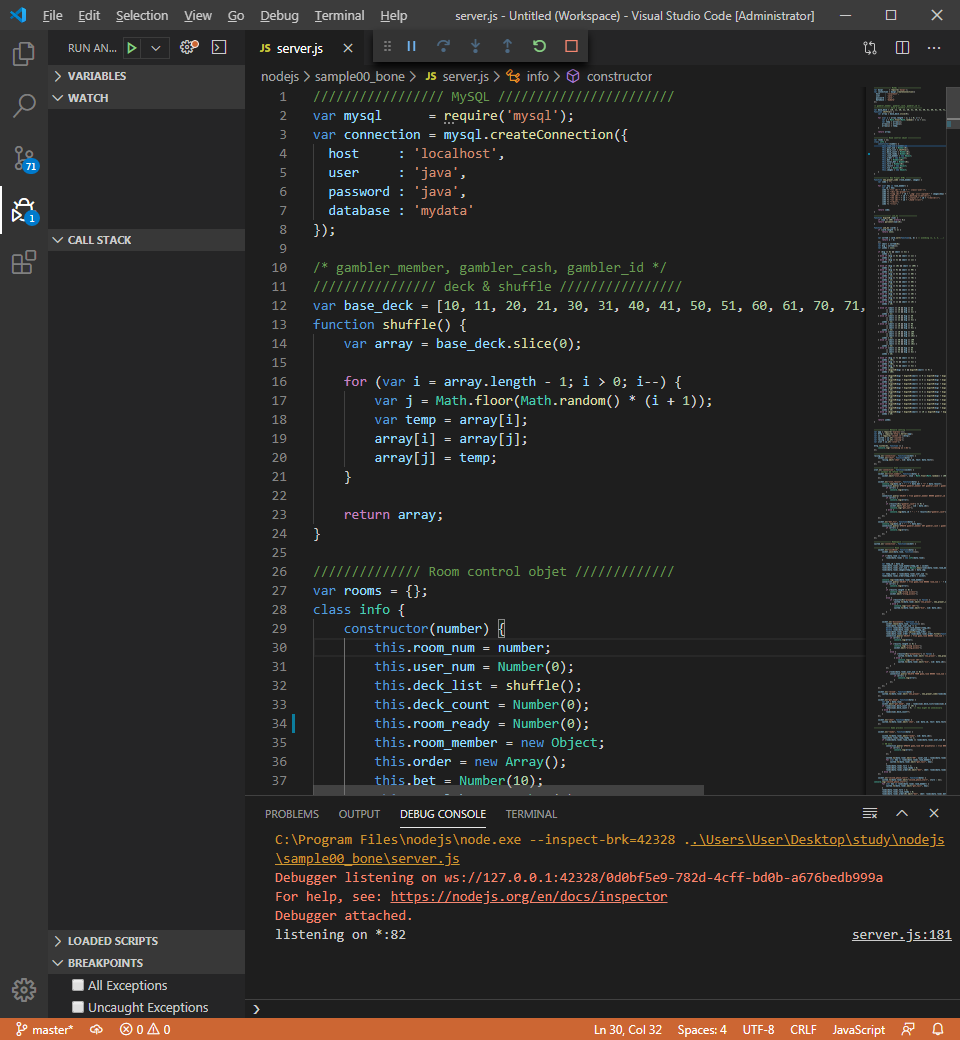 File Edit Selection View Go Debug Terminal Help server.js - Untitled (Workspace) - Visual Studio Code [Administrator]
RUN AN...
JS server.js
VARIABLES
WATCH
71
1
CALL STACK
LOADED SCRIPTS
BREAKPOINTS
All Exceptions
Uncaught Exceptions
nodejs > sample00_bone > JS server.js > info > constructor
1 ///////////////// MySQL ///////////////////////
2 var mysql      = require('mysql');
3 var connection = mysql.createConnection({
4   host     : 'localhost',
5   user     : 'java',
6   password : 'java',
7   database : 'mydata'
8 });
9
10 /* gambler_member, gambler_cash, gambler_id */
11 //////////////// deck & shuffle ////////////////
12 var base_deck = [10, 11, 20, 21, 30, 31, 40, 41, 50, 51, 60, 61, 70, 71,
13 function shuffle() {
14     var array = base_deck.slice(0);
15
16     for (var i = array.length - 1; i > 0; i--) {
17         var j = Math.floor(Math.random() * (i + 1));
18         var temp = array[i];
19         array[i] = array[j];
20         array[j] = temp;
21     }
22
23     return array;
24 }
25
26 ////////////// Room control objet /////////////
27 var rooms = {};
28 class info {
29     constructor(number) {
30         this.room_num = number;
31         this.user_num = Number(0);
32         this.deck_list = shuffle();
33         this.deck_count = Number(0);
34         this.room_ready = Number(0);
35         this.room_member = new Object;
36         this.order = new Array();
37         this.bet = Number(10);
PROBLEMS OUTPUT DEBUG CONSOLE TERMINAL
C:\Program Files\nodejs\node.exe --inspect-brk=42328 ..\Users\User\Desktop\study\nodejs
\sample00_bone\server.js
Debugger listening on ws://127.0.0.1:42328/0d0bf5e9-782d-4cff-bd0b-a676bedb999a
For help, see: https://nodejs.org/en/docs/inspector
Debugger attached.
listening on *:82 server.js:181
master* 0 0 Ln 30, Col 32 Spaces: 4 UTF-8 CRLF JavaScript